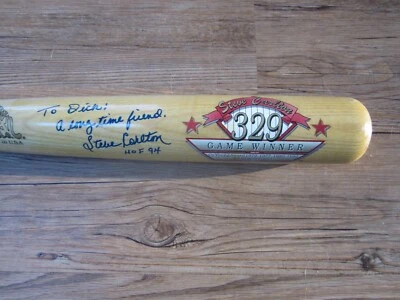 To Dick!
A long time friend.
Steve Carlton
HOF 94
Steve Carlton
329
GAME WINNER
U.S.A.